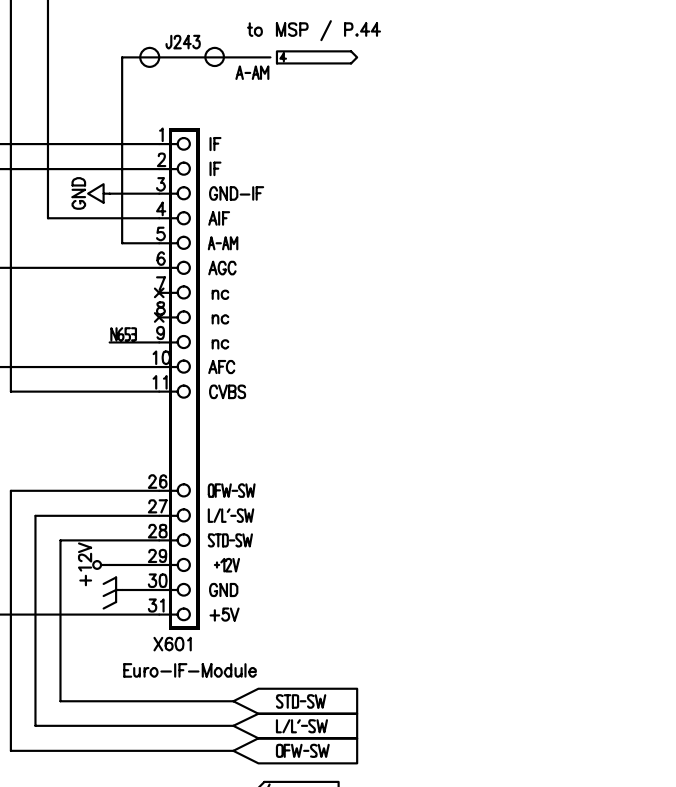 to MSP / P.44
J243
4
A-AM
1 IF
2 IF
GND 3 GND-IF
4 AIF
5 A-AM
6 AGC
7 nc
8 nc
N653 9 nc
10 AFC
11 CVBS
26 OFW-SW
27 L/L'-SW
28 STD-SW
+12V 29 +12V
30 GND
31 +5V
X601
Euro-IF-Module
STD-SW
L/L'-SW
OFW-SW